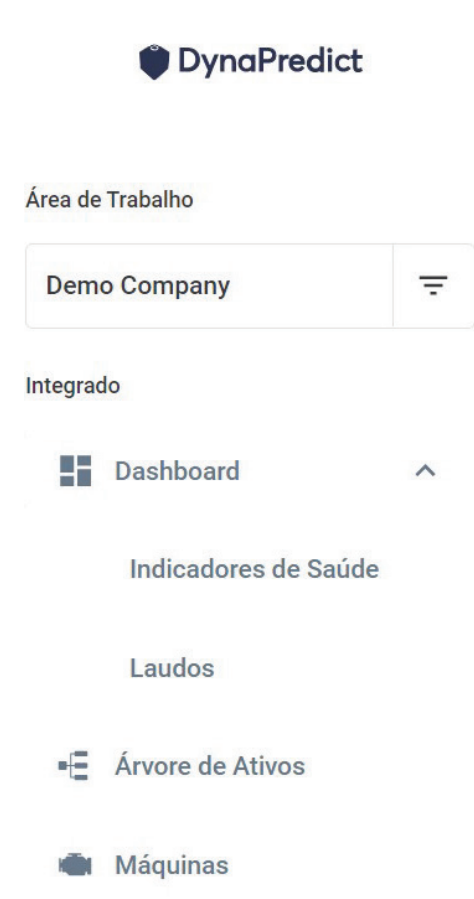 DynaPredict
Área de Trabalho
Demo Company
Integrado
Dashboard
Indicadores de Saúde
Laudos
Árvore de Ativos
Máquinas